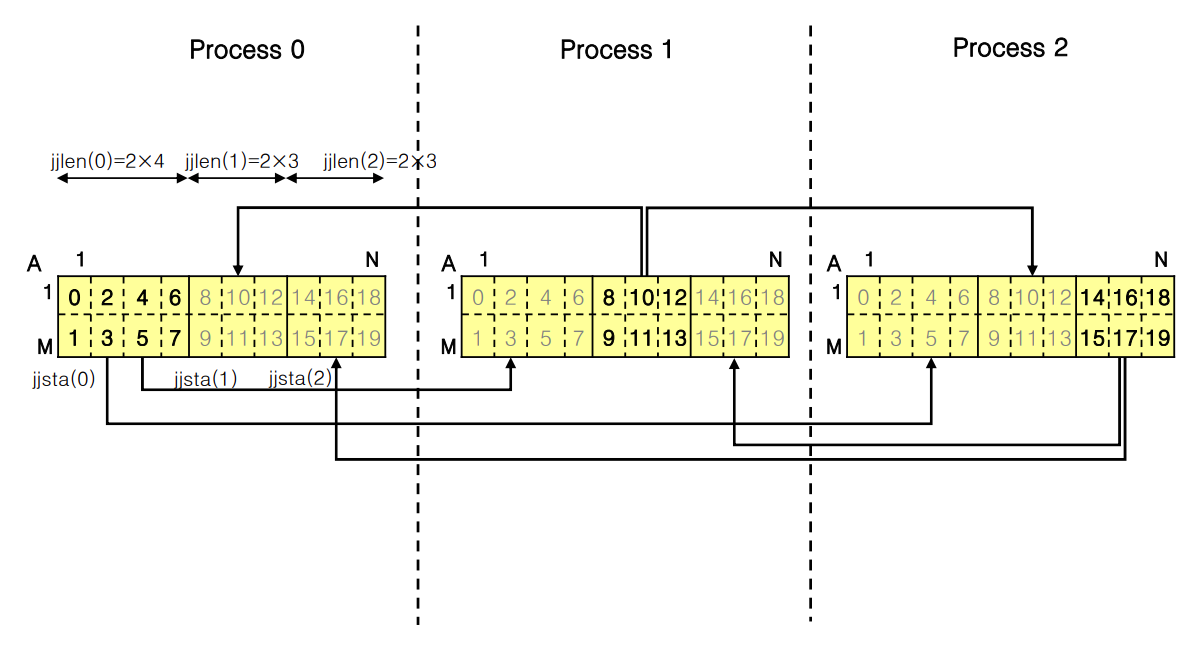 Process 0 Process 1 Process 2
jjlen(0)=2×4 jjlen(1)=2×3 jjlen(2)=2×3
A 1 N A 1 N A 1 N
1 0 2 4 6 8 10 12 14 16 18 1 0 2 4 6 8 10 12 14 16 18 1 0 2 4 6 8 10 12 14 16 18
M 1 3 5 7 9 11 13 15 17 19 M 1 3 5 7 9 11 13 15 17 19 M 1 3 5 7 9 11 13 15 17 19
jjsta(0) jjsta(1) jjsta(2)